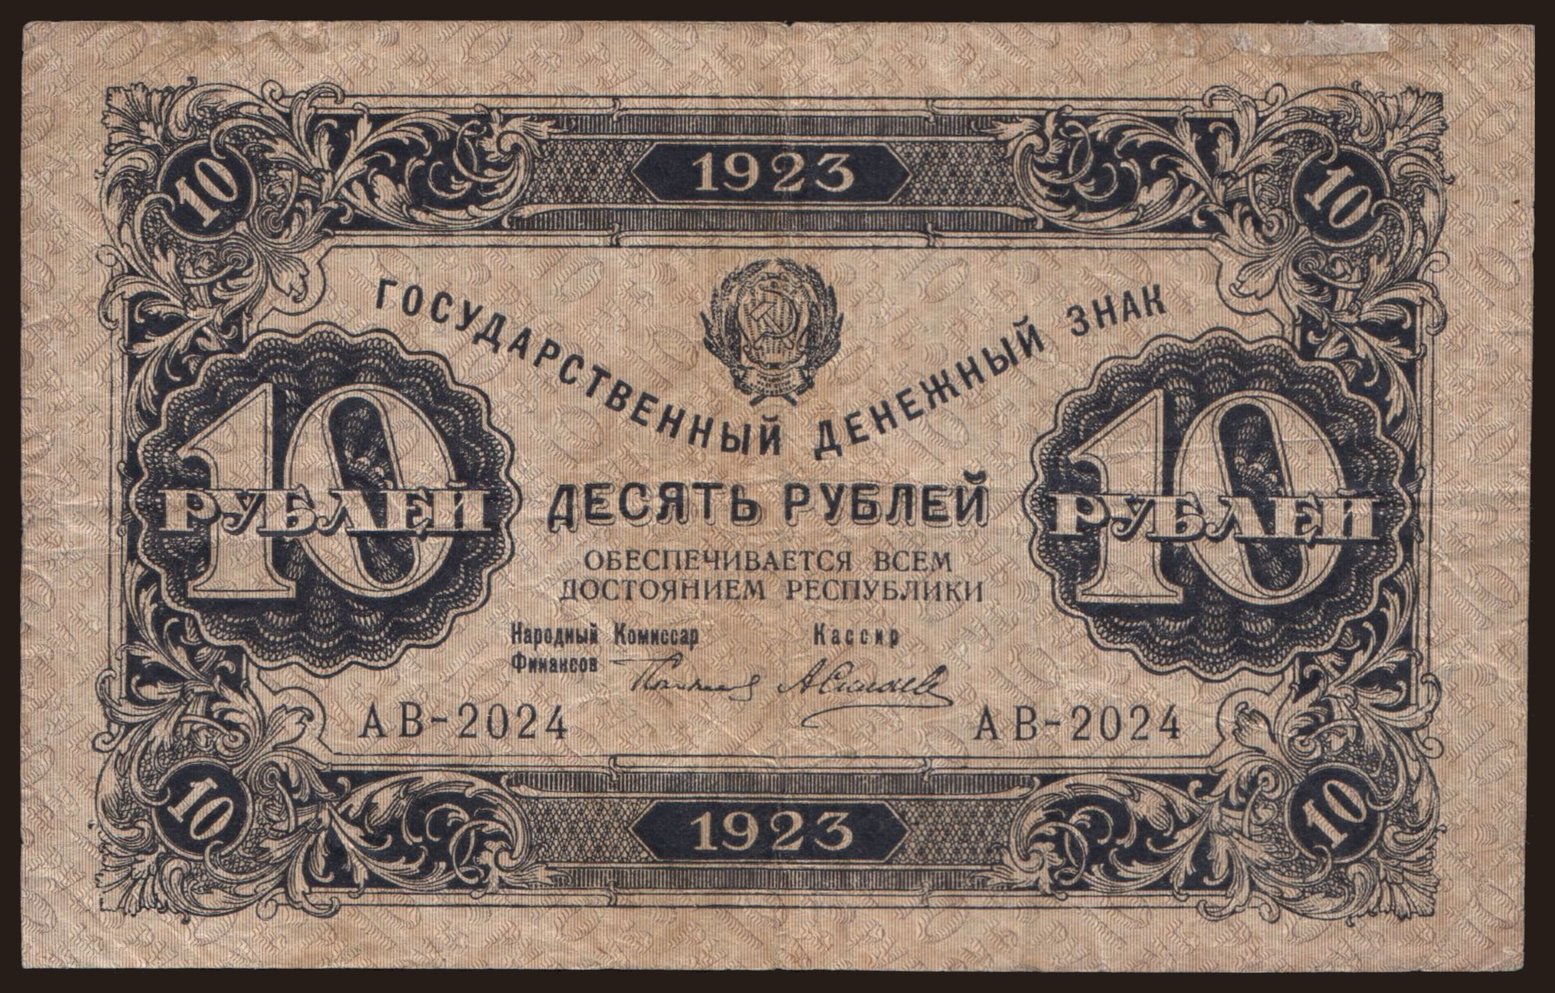 10 1923 10
ГОСУДАРСТВЕННЫЙ ДЕНЕЖНЫЙ ЗНАК
10 РУБЛЕЙ
ДЕСЯТЬ РУБЛЕЙ
10 РУБЛЕЙ
ОБЕСПЕЧИВАЕТСЯ ВСЕМ
ДОСТОЯНИЕМ РЕСПУБЛИКИ
Народный Комиссар
Финансов
Кассир
АВ-2024 АВ-2024
10 1923 10